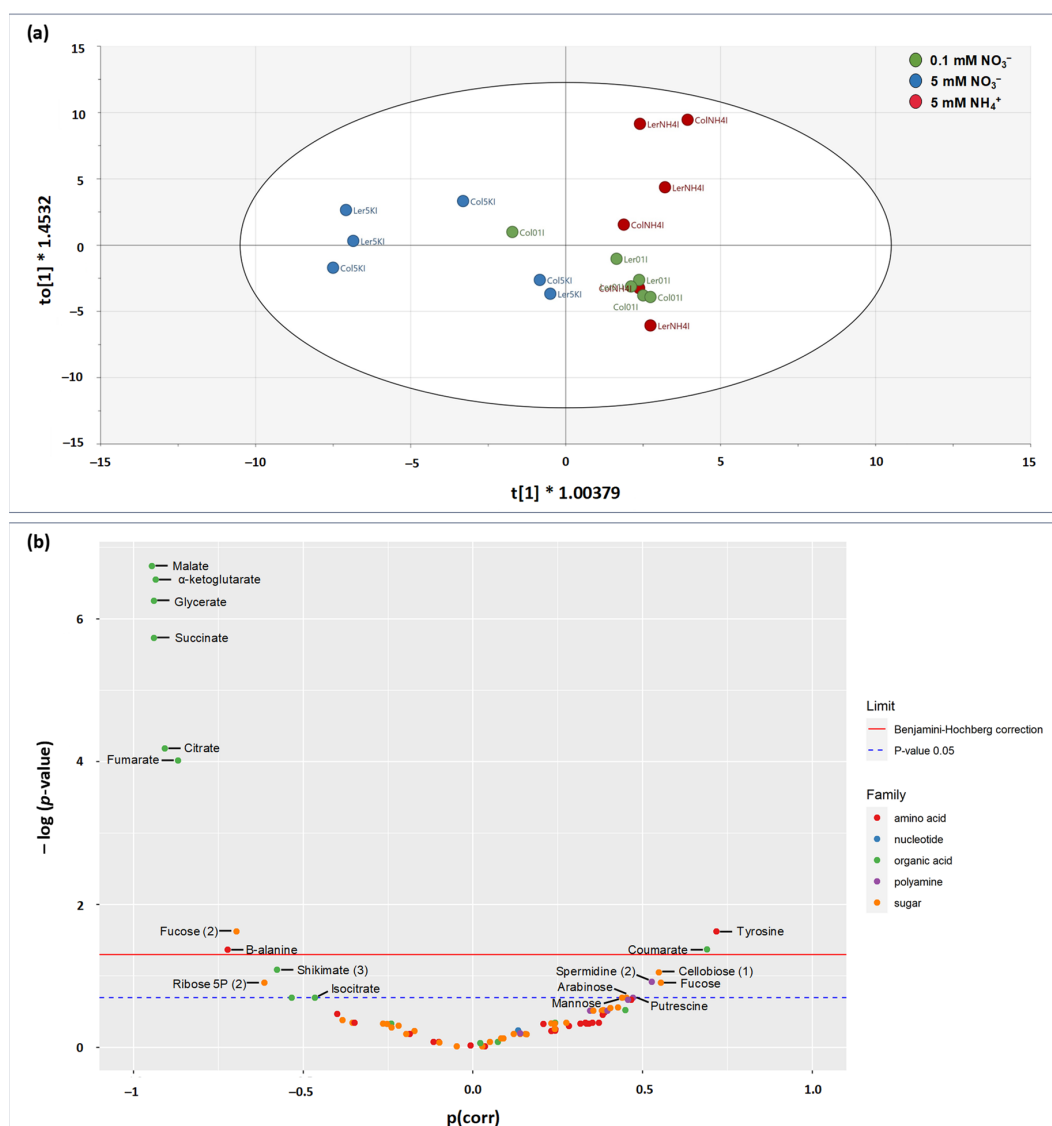 (a)
0.1 mM NO₃⁻
5 mM NO₃⁻
5 mM NH₄⁺
15
10
5
0
−5
−10
−15
to[1] * 1.4532
LerNH4I
ColNH4I
LerNH4I
ColNH4I
Ler5KI
Col5KI
Col01I
Ler5KI
Col5KI
Ler01I
Col5KI
Ler01I
Ler5KI
ColNH4I
Col01I
Col01I
LerNH4I
−15
−10
−5
0
5
10
15
t[1] * 1.00379
(b)
Malate
α-ketoglutarate
Glycerate
Succinate
Citrate
Fumarate
Fucose (2)
B-alanine
Tyrosine
Coumarate
Shikimate (3)
Ribose 5P (2)
Isocitrate
Spermidine (2)
Cellobiose (1)
Arabinose
Fucose
Mannose
Putrescine
6
4
2
0
− log (p-value)
−1
−0.5
0.0
0.5
1.0
p(corr)
Limit
Benjamini-Hochberg correction
P-value 0.05
Family
amino acid
nucleotide
organic acid
polyamine
sugar